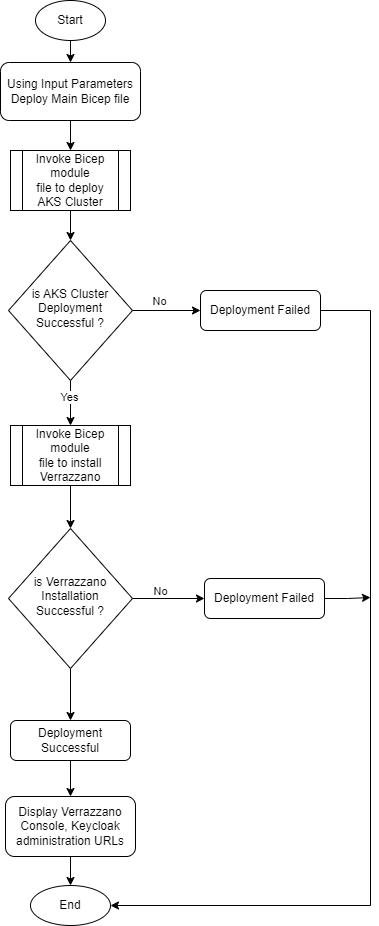 Start
Using Input Parameters
Deploy Main Bicep file
Invoke Bicep
module
file to deploy
AKS Cluster
is AKS Cluster
Deployment
Successful ?
No
Deployment Failed
Yes
Invoke Bicep
module
file to install
Verrazzano
is Verrazzano
Installation
Successful ?
No
Deployment Failed
Deployment
Successful
Display Verrazzano
Console, Keycloak
administration URLs
End